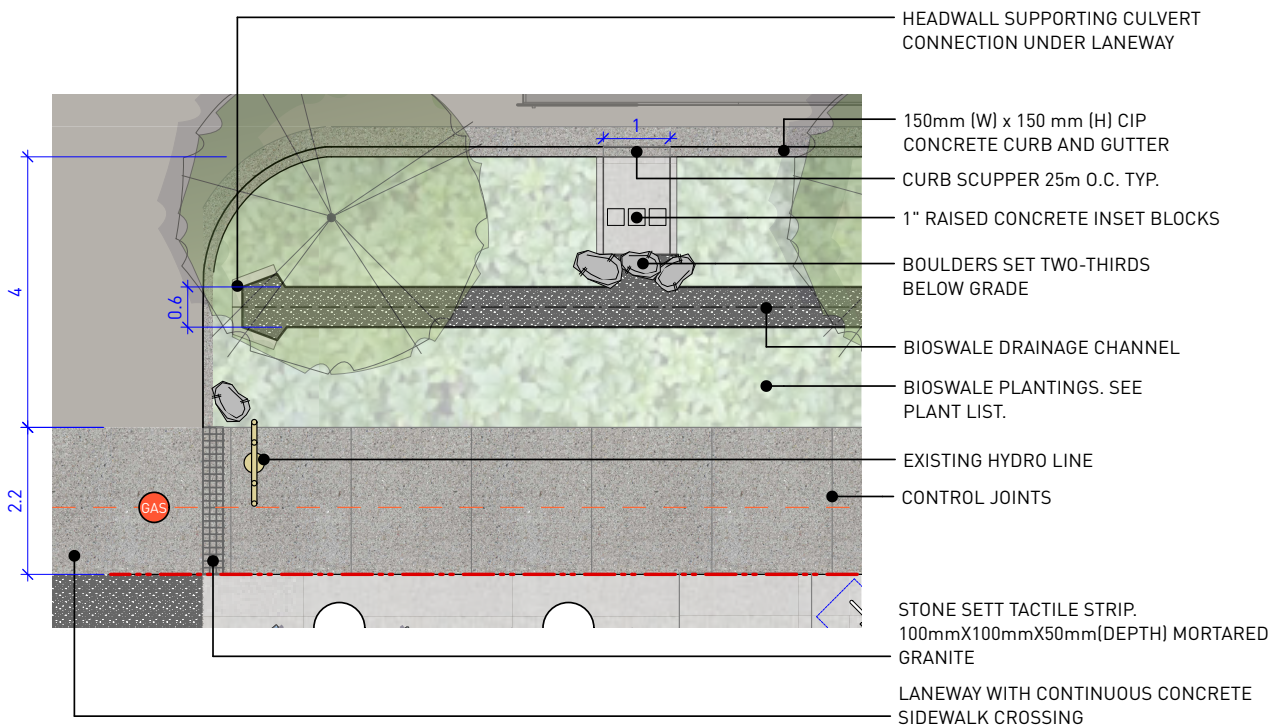 HEADWALL SUPPORTING CULVERT
CONNECTION UNDER LANEWAY
150mm (W) x 150 mm (H) CIP
CONCRETE CURB AND GUTTER
CURB SCUPPER 25m O.C. TYP.
1" RAISED CONCRETE INSET BLOCKS
BOULDERS SET TWO-THIRDS
BELOW GRADE
BIOSWALE DRAINAGE CHANNEL
BIOSWALE PLANTINGS. SEE
PLANT LIST.
EXISTING HYDRO LINE
CONTROL JOINTS
STONE SETT TACTILE STRIP.
100mmX100mmX50mm(DEPTH) MORTARED
GRANITE
LANEWAY WITH CONTINUOUS CONCRETE
SIDEWALK CROSSING
1
4
0.6
2.2
GAS